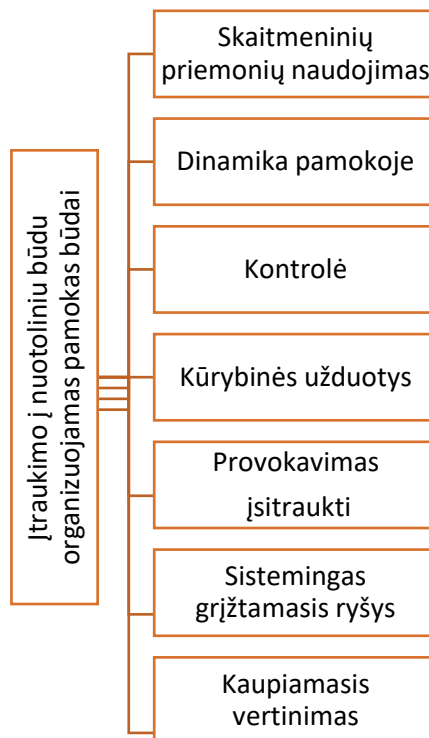 Įtraukimo į nuotoliniu būdu
organizuojamas pamokas būdai
Skaitmeninių
priemonių naudojimas
Dinamika pamokoje
Kontrolė
Kūrybinės užduotys
Provokavimas
įsitraukti
Sistemingas
grįžtamasis ryšys
Kaupiamasis
vertinimas